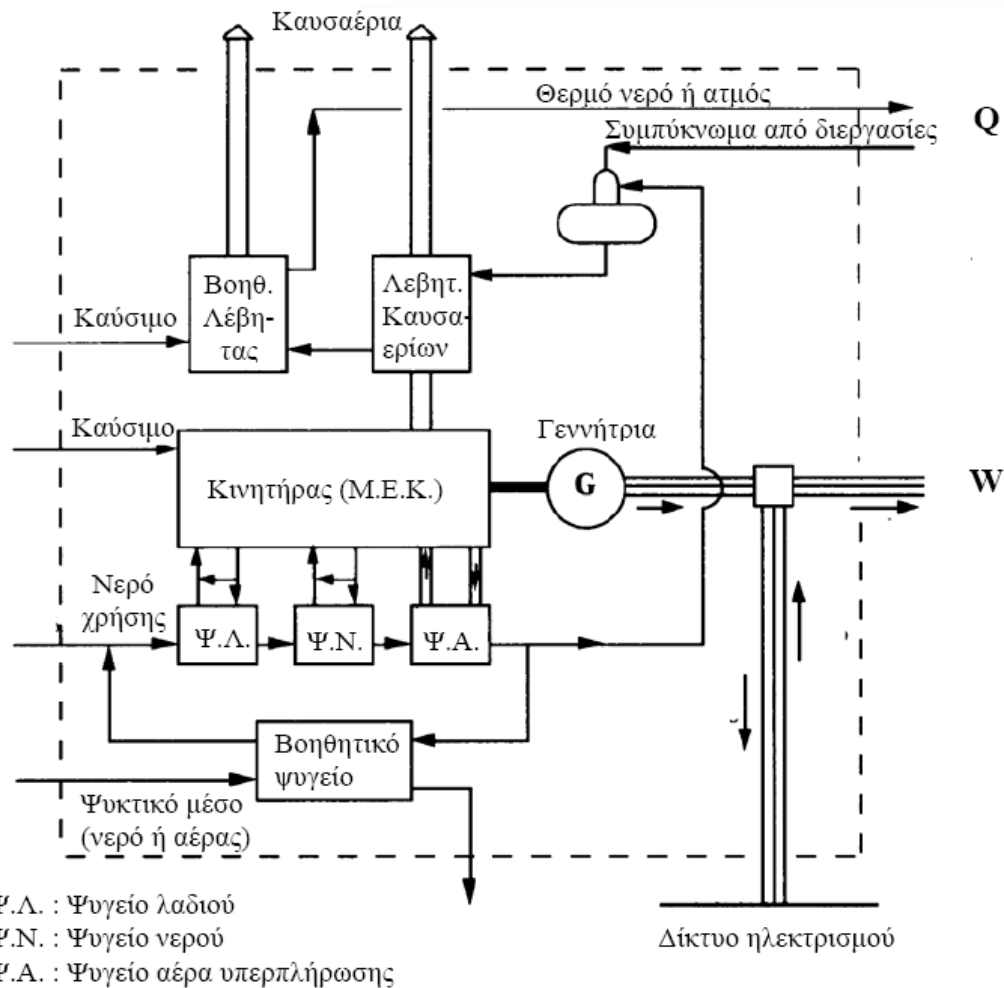 Καυσαέρια
Θερμό νερό ή ατμός
Q
Συμπύκνωμα από διεργασίες
Βοηθ.
Λέβη-
τας
Λεβητ.
Καυσα-
ερίων
Καύσιμο
Καύσιμο
Γεννήτρια
Κινητήρας (Μ.Ε.Κ.)
G
W
Νερό
χρήσης
Ψ.Λ.
Ψ.Ν.
Ψ.Α.
Βοηθητικό
ψυγείο
Ψυκτικό μέσο
(νερό ή αέρας)
Ψ.Λ. : Ψυγείο λαδιού
Ψ.Ν. : Ψυγείο νερού
Ψ.Α. : Ψυγείο αέρα υπερπλήρωσης
Δίκτυο ηλεκτρισμού